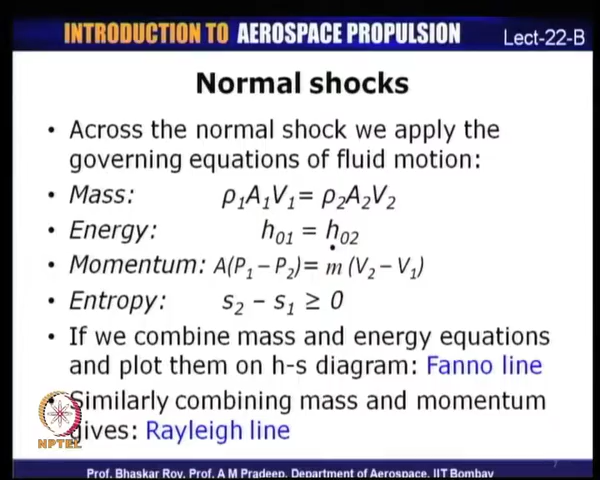 INTRODUCTION TO AEROSPACE PROPULSION
Lect-22-B
Normal shocks
• Across the normal shock we apply the
governing equations of fluid motion:
• Mass: ρ₁A₁V₁= ρ₂A₂V₂
• Energy: h₀₁ = h₀₂
• Momentum: A(P₁ – P₂)= ṁ (V₂ – V₁)
• Entropy: s₂ – s₁ ≥ 0
• If we combine mass and energy equations
and plot them on h-s diagram: Fanno line
• Similarly combining mass and momentum
gives: Rayleigh line
NPTEL
Prof. Bhaskar Roy, Prof. A M Pradeep, Department of Aerospace, IIT Bombay
7